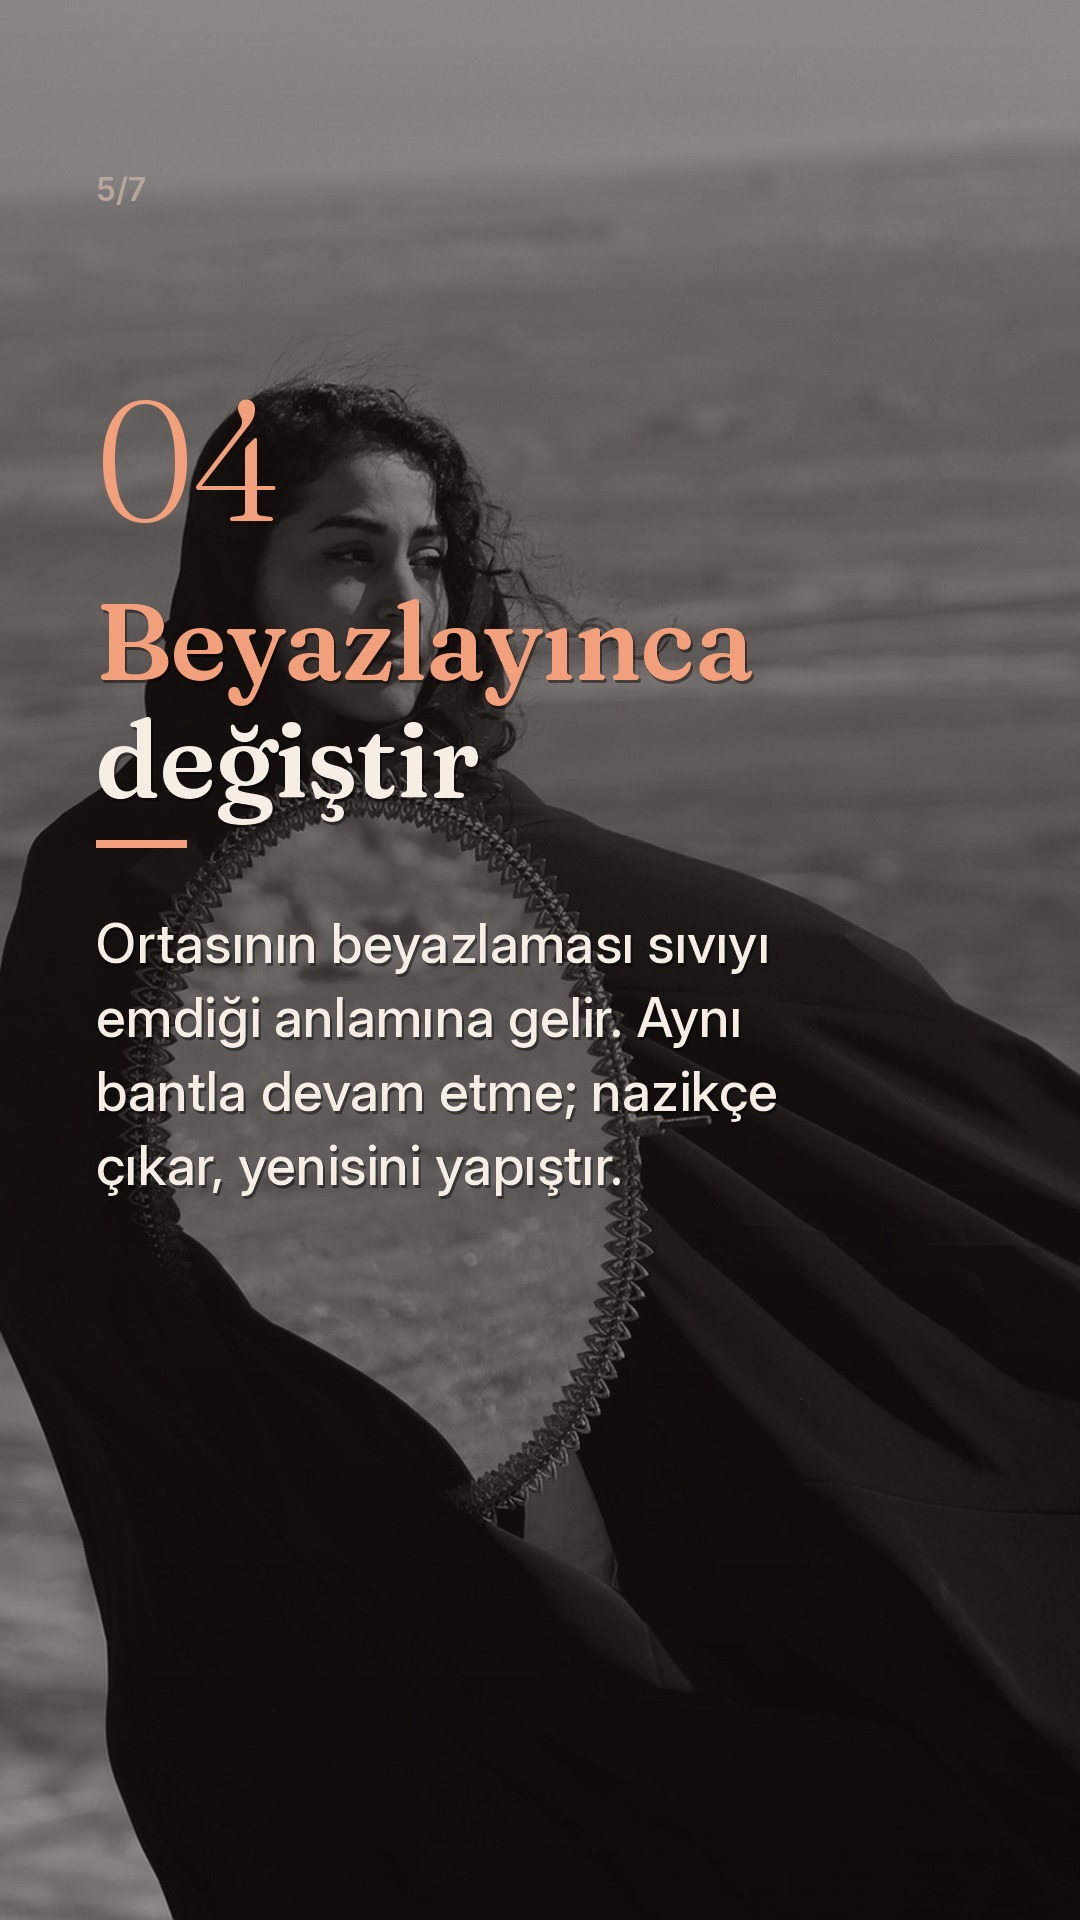 5/7
04
Beyazlayınca
değiştir
Ortasının beyazlaması sıvıyı
emdiği anlamına gelir. Aynı
bantla devam etme; nazikçe
çıkar, yenisini yapıştır.